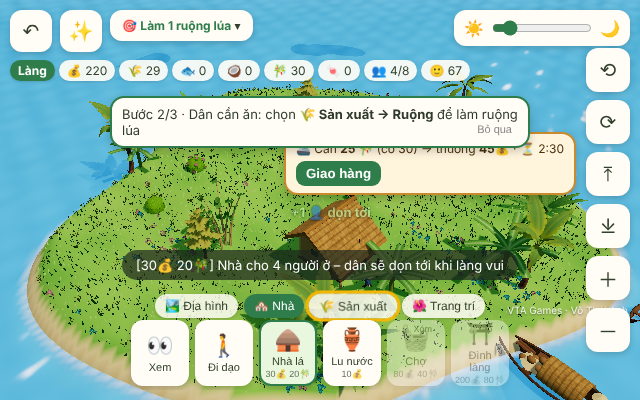 Làm 1 ruộng lúa ▾
Làng
220
29
0
0
30
0
4/8
67
Bước 2/3 · Dân cần ăn: chọn 🌾 Sản xuất → Ruộng để làm ruộng
lúa
Bỏ qua
Cần 25 (có 30) → thưởng 45 · ⏳ 2:30
Giao hàng
+1 👤 dọn tới
[30💰 20🎋] Nhà cho 4 người ở – dân sẽ dọn tới khi làng vui
Địa hình
Nhà
Sản xuất
Trang trí
VTA Games
Xem
Đi dạo
Nhà lá
30💰 20🎋
Lu nước
10💰
Xóm
Chợ
80💰 40🎋
Đình
làng
200💰 80🎋